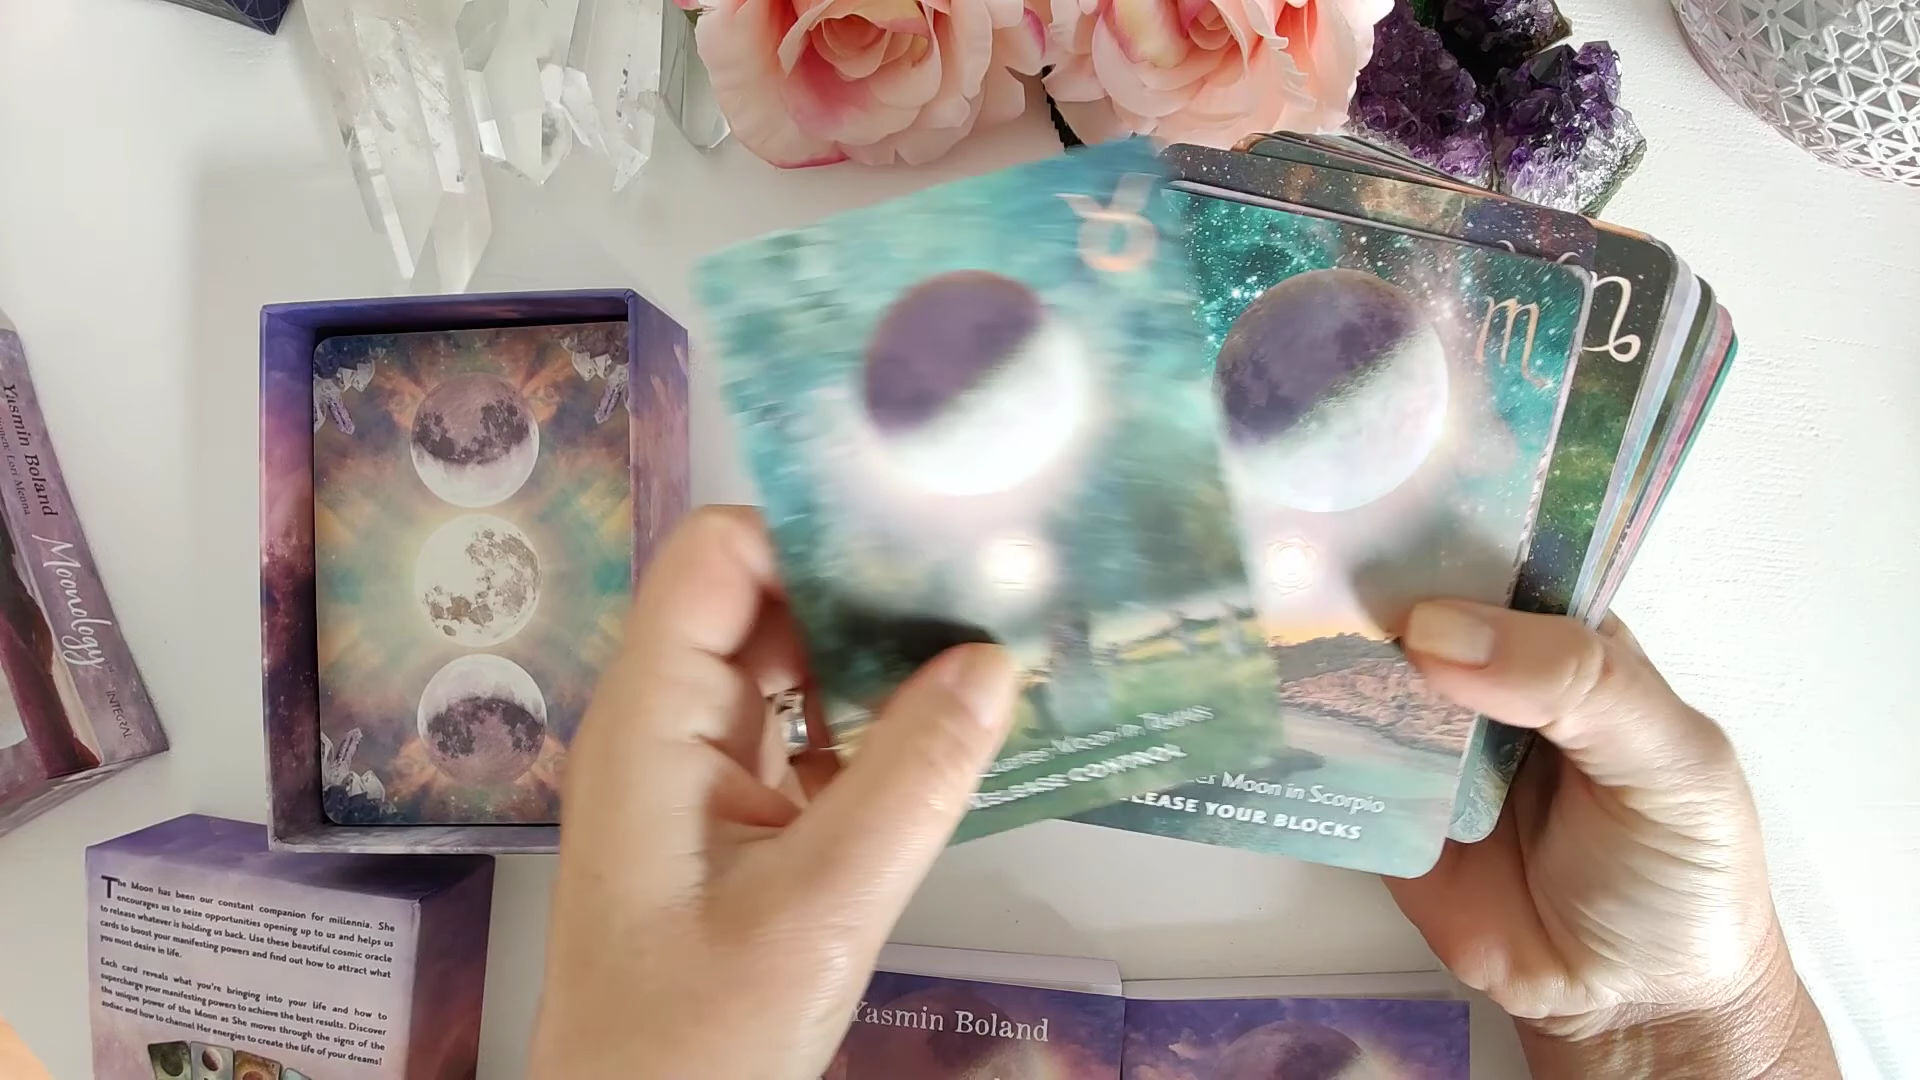 Yasmin Boland
Moonology
INTEGRAL
Moon in Taurus
RELEASE CONTROL
Moon in Scorpio
LEASE YOUR BLOCKS
The Moon has been our constant companion for millennia. She
encourages us to seize opportunities opening up to us and helps us
to release whatever is holding us back. Use these beautiful cosmic oracle
cards to boost your manifesting powers and find out how to attract what
you most desire in life.
Each card reveals what you're bringing into your life and how to
supercharge your manifesting powers to achieve the best results. Discover
the unique power of the Moon as She moves through the signs of the
zodiac and how to channel Her energies to create the life of your dreams!
Yasmin Boland